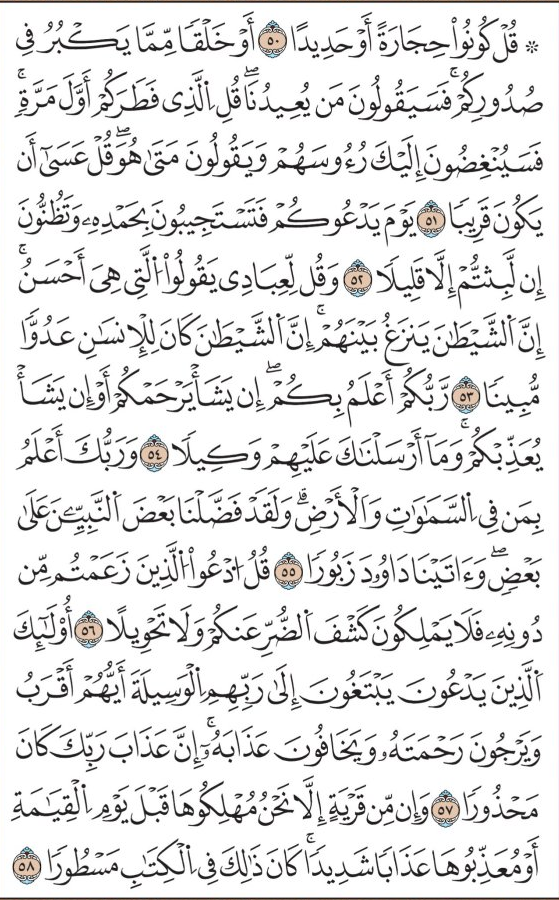 ۞ قُلۡ كُونُواْ حِجَارَةً أَوۡ حَدِيدًا ٥٠ أَوۡ خَلۡقٗا مِّمَّا يَكۡبُرُ فِي
صُدُورِكُمۡۚ فَسَيَقُولُونَ مَن يُعِيدُنَاۖ قُلِ ٱلَّذِي فَطَرَكُمۡ أَوَّلَ مَرَّةٖۚ
فَسَيُنۡغِضُونَ إِلَيۡكَ رُءُوسَهُمۡ وَيَقُولُونَ مَتَىٰ هُوَۖ قُلۡ عَسَىٰٓ أَن
يَكُونَ قَرِيبٗا ٥١ يَوۡمَ يَدۡعُوكُمۡ فَتَسۡتَجِيبُونَ بِحَمۡدِهِۦ وَتَظُنُّونَ
إِن لَّبِثۡتُمۡ إِلَّا قَلِيلٗا ٥٢ وَقُل لِّعِبَادِي يَقُولُواْ ٱلَّتِي هِيَ أَحۡسَنُۚ
إِنَّ ٱلشَّيۡطَٰنَ يَنزَغُ بَيۡنَهُمۡۚ إِنَّ ٱلشَّيۡطَٰنَ كَانَ لِلۡإِنسَٰنِ عَدُوّٗا
مُّبِينٗا ٥٣ رَّبُّكُمۡ أَعۡلَمُ بِكُمۡۖ إِن يَشَأۡ يَرۡحَمۡكُمۡ أَوۡ إِن يَشَأۡ
يُعَذِّبۡكُمۡۚ وَمَآ أَرۡسَلۡنَٰكَ عَلَيۡهِمۡ وَكِيلٗا ٥٤ وَرَبُّكَ أَعۡلَمُ
بِمَن فِي ٱلسَّمَٰوَٰتِ وَٱلۡأَرۡضِۗ وَلَقَدۡ فَضَّلۡنَا بَعۡضَ ٱلنَّبِيِّـۧنَ عَلَىٰ
بَعۡضٖۖ وَءَاتَيۡنَا دَاوُۥدَ زَبُورٗا ٥٥ قُلِ ٱدۡعُواْ ٱلَّذِينَ زَعَمۡتُم مِّن
دُونِهِۦ فَلَا يَمۡلِكُونَ كَشۡفَ ٱلضُّرِّ عَنكُمۡ وَلَا تَحۡوِيلًا ٥٦ أُوْلَٰٓئِكَ
ٱلَّذِينَ يَدۡعُونَ يَبۡتَغُونَ إِلَىٰ رَبِّهِمُ ٱلۡوَسِيلَةَ أَيُّهُمۡ أَقۡرَبُ
وَيَرۡجُونَ رَحۡمَتَهُۥ وَيَخَافُونَ عَذَابَهُۥٓۚ إِنَّ عَذَابَ رَبِّكَ كَانَ
مَحۡذُورٗا ٥٧ وَإِن مِّن قَرۡيَةٍ إِلَّا نَحۡنُ مُهۡلِكُوهَا قَبۡلَ يَوۡمِ ٱلۡقِيَٰمَةِ
أَوۡ مُعَذِّبُوهَا عَذَابٗا شَدِيدٗاۚ كَانَ ذَٰلِكَ فِي ٱلۡكِتَٰبِ مَسۡطُورٗا ٥٨